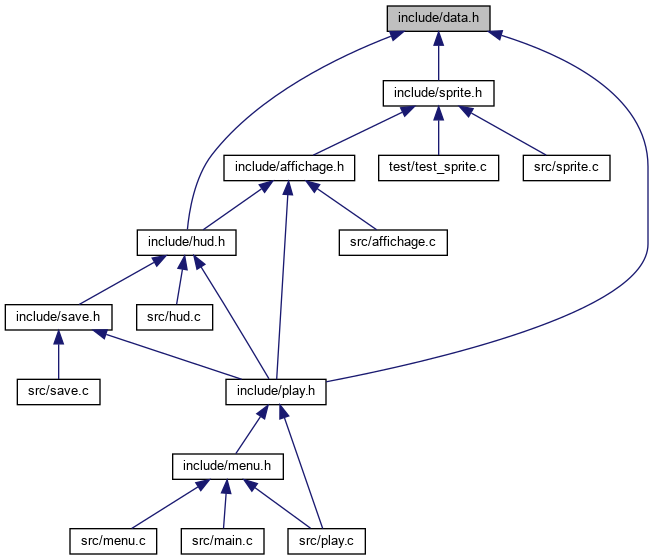 include/data.h
include/sprite.h
include/affichage.h
test/test_sprite.c
src/sprite.c
include/hud.h
src/affichage.c
include/save.h
src/hud.c
src/save.c
include/play.h
include/menu.h
src/menu.c
src/main.c
src/play.c